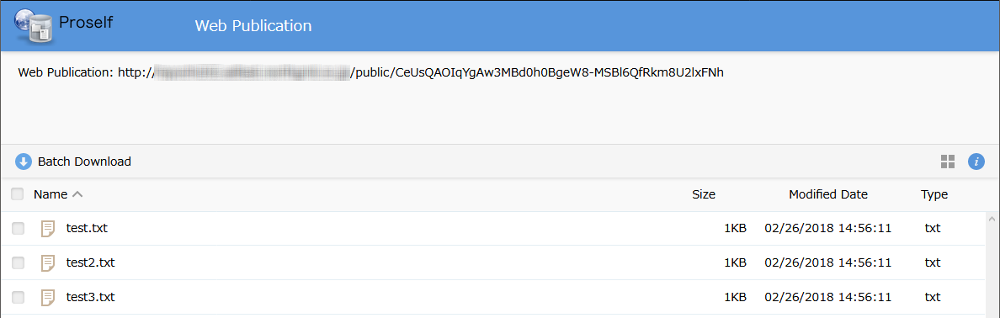 Proself
Web Publication
Web Publication: http:// /public/CeUsQAOIqYgAw3MBd0h0BgeW8-MSBl6QfRkm8U2lxFNh
Batch Download
Name Size Modified Date Type
test.txt 1KB 02/26/2018 14:56:11 txt
test2.txt 1KB 02/26/2018 14:56:11 txt
test3.txt 1KB 02/26/2018 14:56:11 txt